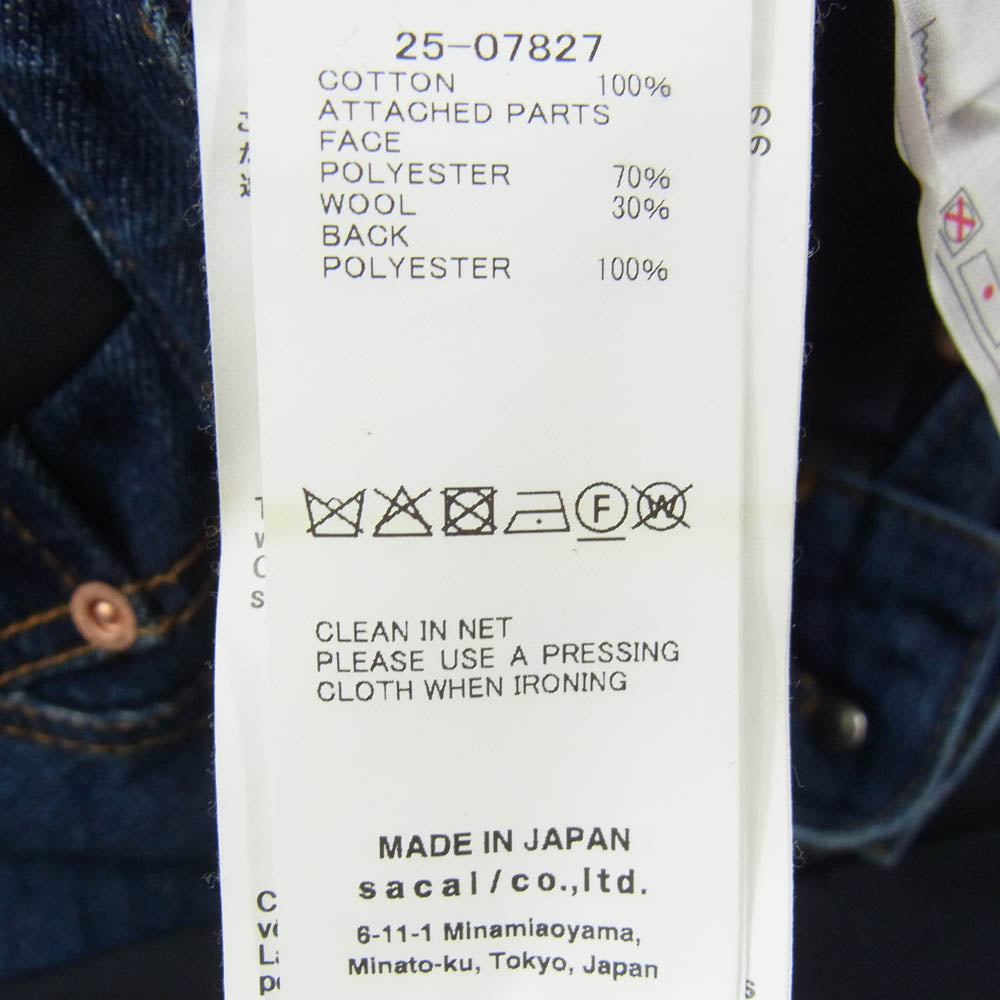 25-07827
COTTON 100%
ATTACHED PARTS
FACE
POLYESTER 70%
WOOL 30%
BACK
POLYESTER 100%
F W
CLEAN IN NET
PLEASE USE A PRESSING
CLOTH WHEN IRONING
MADE IN JAPAN
sacai/co.,ltd.
6-11-1 Minamiaoyama,
Minato-ku, Tokyo, Japan